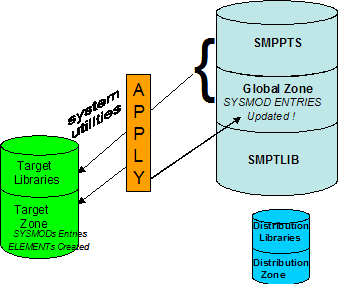 SMPPTS
Global Zone
SYSMOD ENTRIES
Updated !
SMPTLIB
system
utilities
A
P
P
L
Y
Target
Libraries
Target
Zone
SYSMODs Entries
ELEMENTs Created
Distribution
Libraries
Distribution
Zone